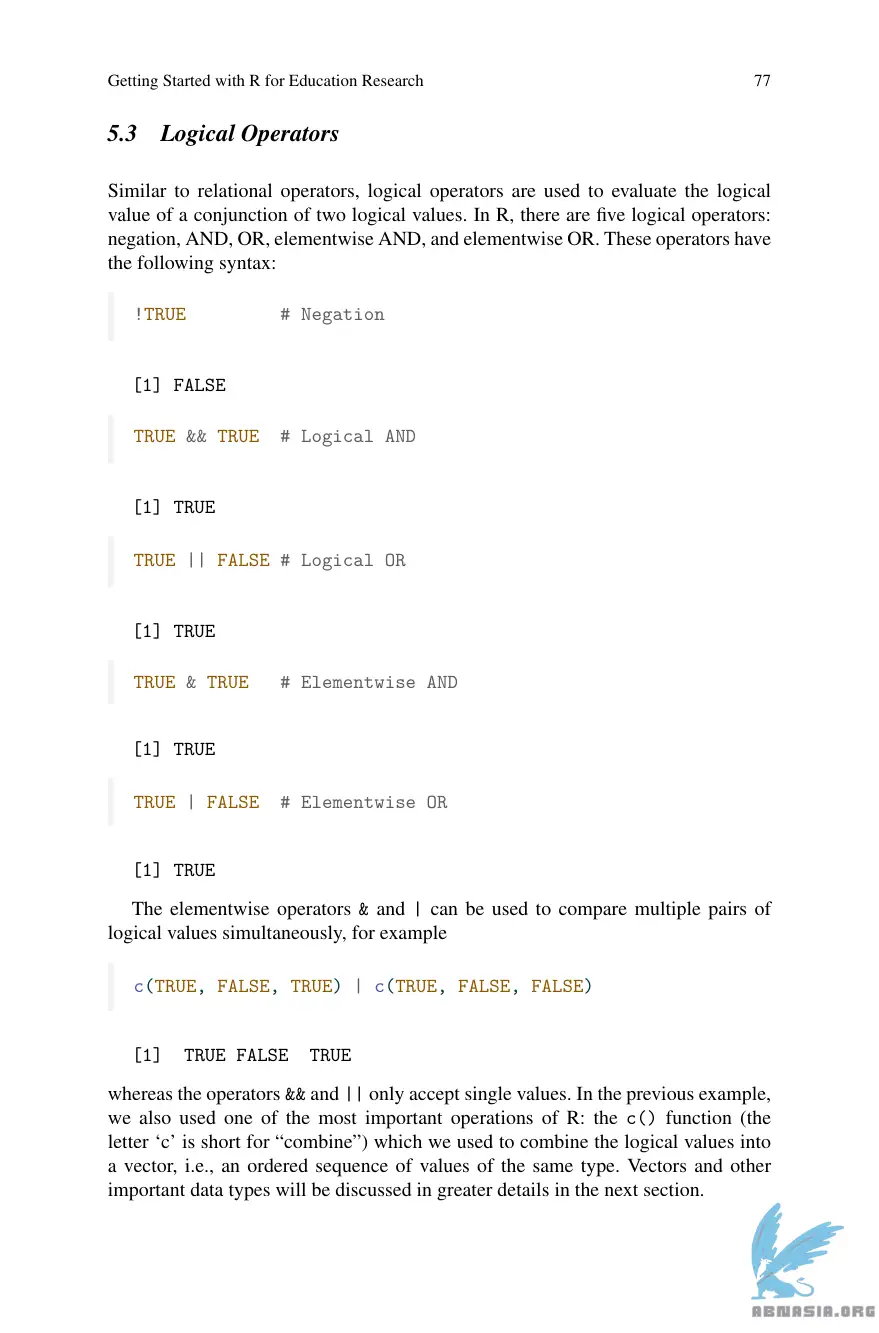 Getting Started with R for Education Research 77
5.3 Logical Operators
Similar to relational operators, logical operators are used to evaluate the logical
value of a conjunction of two logical values. In R, there are five logical operators:
negation, AND, OR, elementwise AND, and elementwise OR. These operators have
the following syntax:
!TRUE # Negation
[1] FALSE
TRUE && TRUE # Logical AND
[1] TRUE
TRUE || FALSE # Logical OR
[1] TRUE
TRUE & TRUE # Elementwise AND
[1] TRUE
TRUE | FALSE # Elementwise OR
[1] TRUE
The elementwise operators & and | can be used to compare multiple pairs of
logical values simultaneously, for example
c(TRUE, FALSE, TRUE) | c(TRUE, FALSE, FALSE)
[1] TRUE FALSE TRUE
whereas the operators && and || only accept single values. In the previous example,
we also used one of the most important operations of R: the c() function (the
letter ‘c’ is short for “combine”) which we used to combine the logical values into
a vector, i.e., an ordered sequence of values of the same type. Vectors and other
important data types will be discussed in greater details in the next section.
ABNASIA.ORG